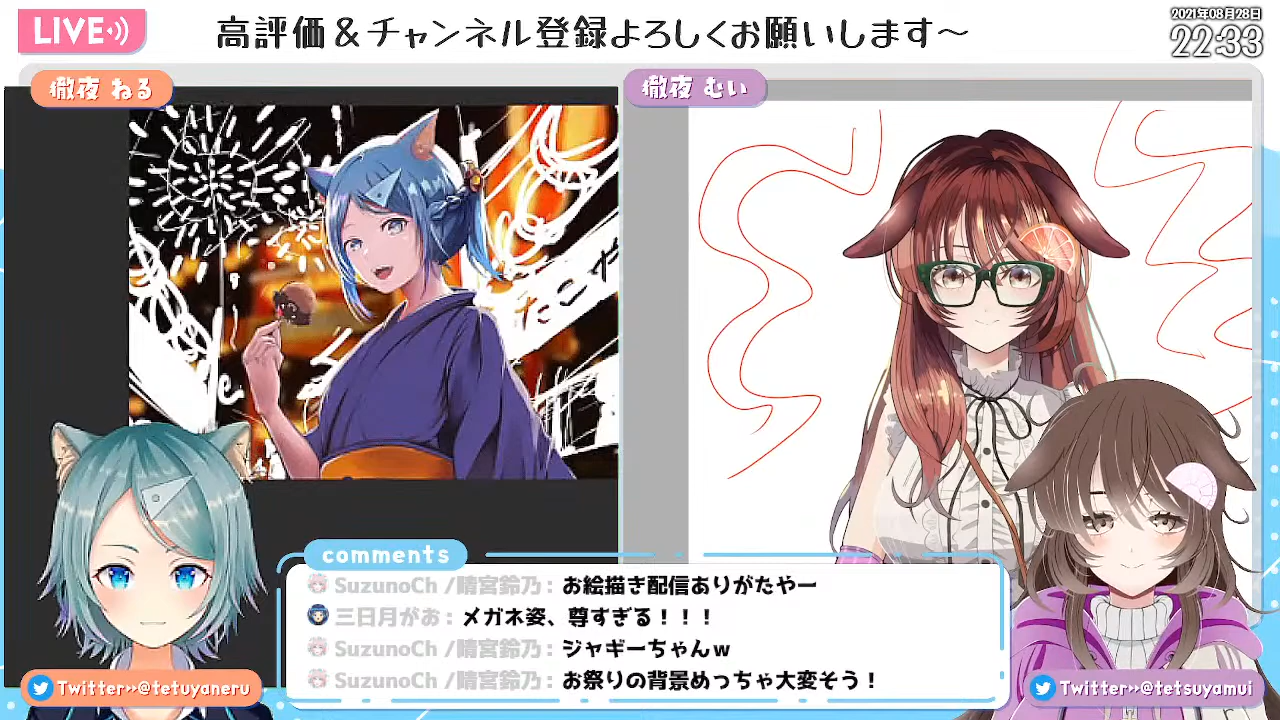 LIVE
高評価＆チャンネル登録よろしくお願いします～
2021年08月28日
22:33
徹夜 ねる
徹夜 むい
たこす
comments
SuzunoCh /晴宮鈴乃 : お絵描き配信ありがたやー
三日月がお : メガネ姿、尊すぎる！！！
SuzunoCh /晴宮鈴乃 : ジャギーちゃんｗ
SuzunoCh /晴宮鈴乃 : お祭りの背景めっちゃ大変そう！
Twitter››@tetuyaneru
Twitter››@tetsuyamui